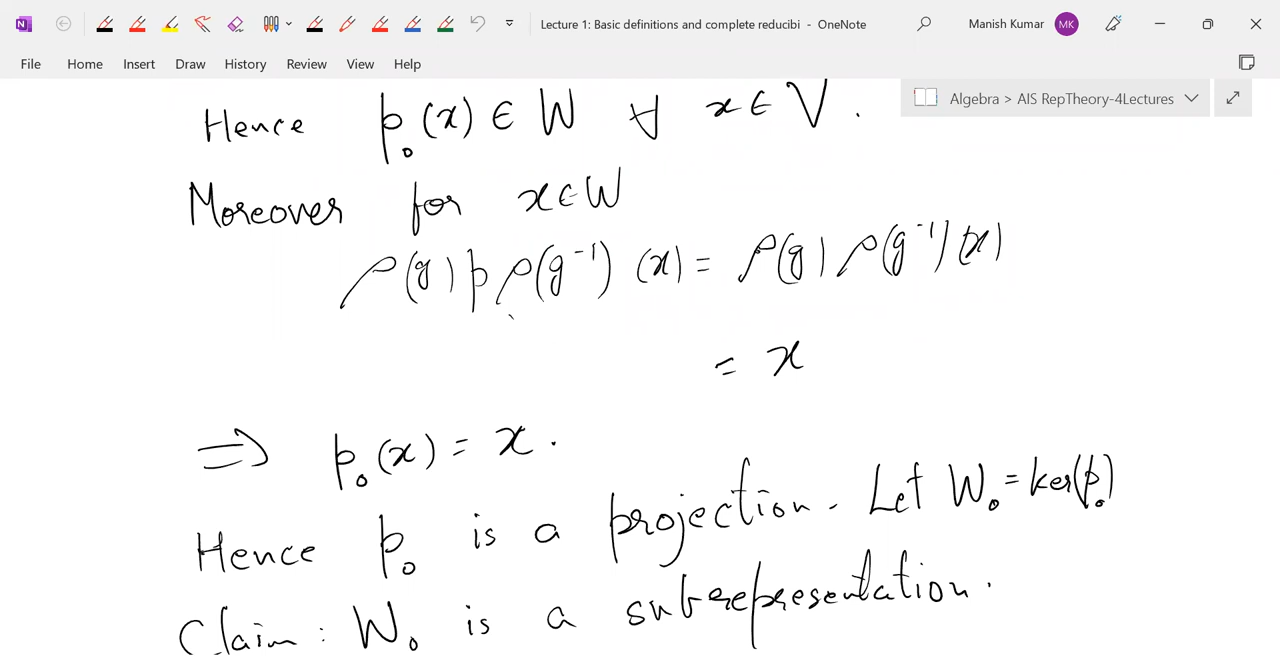 Lecture 1: Basic definitions and complete reducibi - OneNote
Manish Kumar MK
File Home Insert Draw History Review View Help
Algebra > AIS RepTheory-4Lectures
Hence p₀(x) ∈ W ∀ x ∈ V.
Moreover for x ∈ W
ρ(g) p ρ(g⁻¹) (x) = ρ(g) ρ(g⁻¹)(x)
= x
⇒ p₀(x) = x.
Hence p₀ is a projection. Let W₀ = ker(p₀)
Claim: W₀ is a subrepresentation.